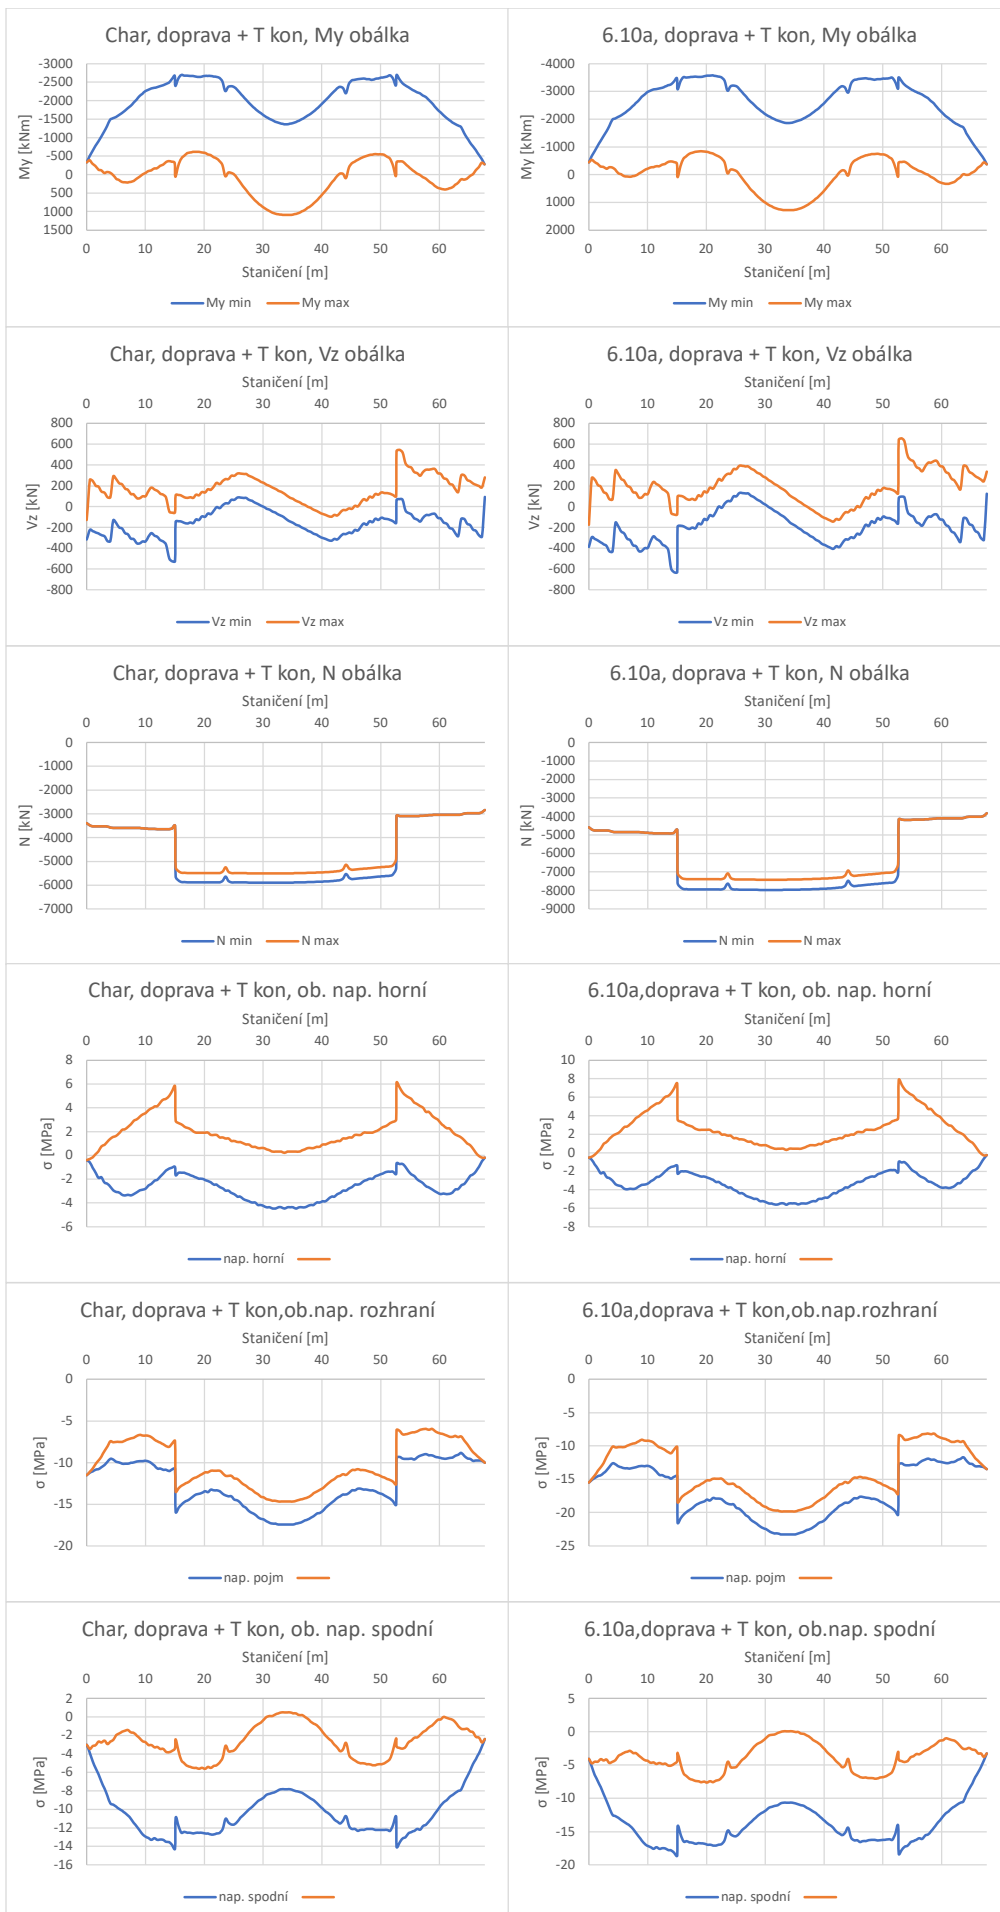 Char, doprava + T kon, My obálka
-3000
-2500
-2000
-1500
-1000
-500
0
500
1000
1500
My [kNm]
0 10 20 30 40 50 60
Staničení [m]
My min My max
6.10a, doprava + T kon, My obálka
-4000
-3000
-2000
-1000
0
1000
2000
My [kNm]
0 10 20 30 40 50 60
Staničení [m]
My min My max
Char, doprava + T kon, Vz obálka
Staničení [m]
0 10 20 30 40 50 60
800
600
400
200
0
-200
-400
-600
-800
Vz [kN]
Vz min Vz max
6.10a, doprava + T kon, Vz obálka
Staničení [m]
0 10 20 30 40 50 60
800
600
400
200
0
-200
-400
-600
-800
Vz [kN]
Vz min Vz max
Char, doprava + T kon, N obálka
Staničení [m]
0 10 20 30 40 50 60
0
-1000
-2000
-3000
-4000
-5000
-6000
-7000
N [kN]
N min N max
6.10a, doprava + T kon, N obálka
Staničení [m]
0 10 20 30 40 50 60
0
-1000
-2000
-3000
-4000
-5000
-6000
-7000
-8000
-9000
N [kN]
N min N max
Char, doprava + T kon, ob. nap. horní
Staničení [m]
0 10 20 30 40 50 60
8
6
4
2
0
-2
-4
-6
σ [MPa]
nap. horní
6.10a,doprava + T kon, ob. nap. horní
Staničení [m]
0 10 20 30 40 50 60
10
8
6
4
2
0
-2
-4
-6
-8
σ [MPa]
nap. horní
Char, doprava + T kon,ob.nap. rozhraní
Staničení [m]
0 10 20 30 40 50 60
0
-5
-10
-15
-20
σ [MPa]
nap. pojm
6.10a,doprava + T kon,ob.nap.rozhraní
Staničení [m]
0 10 20 30 40 50 60
0
-5
-10
-15
-20
-25
σ [MPa]
nap. pojm
Char, doprava + T kon, ob. nap. spodní
Staničení [m]
0 10 20 30 40 50 60
2
0
-2
-4
-6
-8
-10
-12
-14
-16
σ [MPa]
nap. spodní
6.10a,doprava + T kon, ob.nap. spodní
Staničení [m]
0 10 20 30 40 50 60
5
0
-5
-10
-15
-20
σ [MPa]
nap. spodní